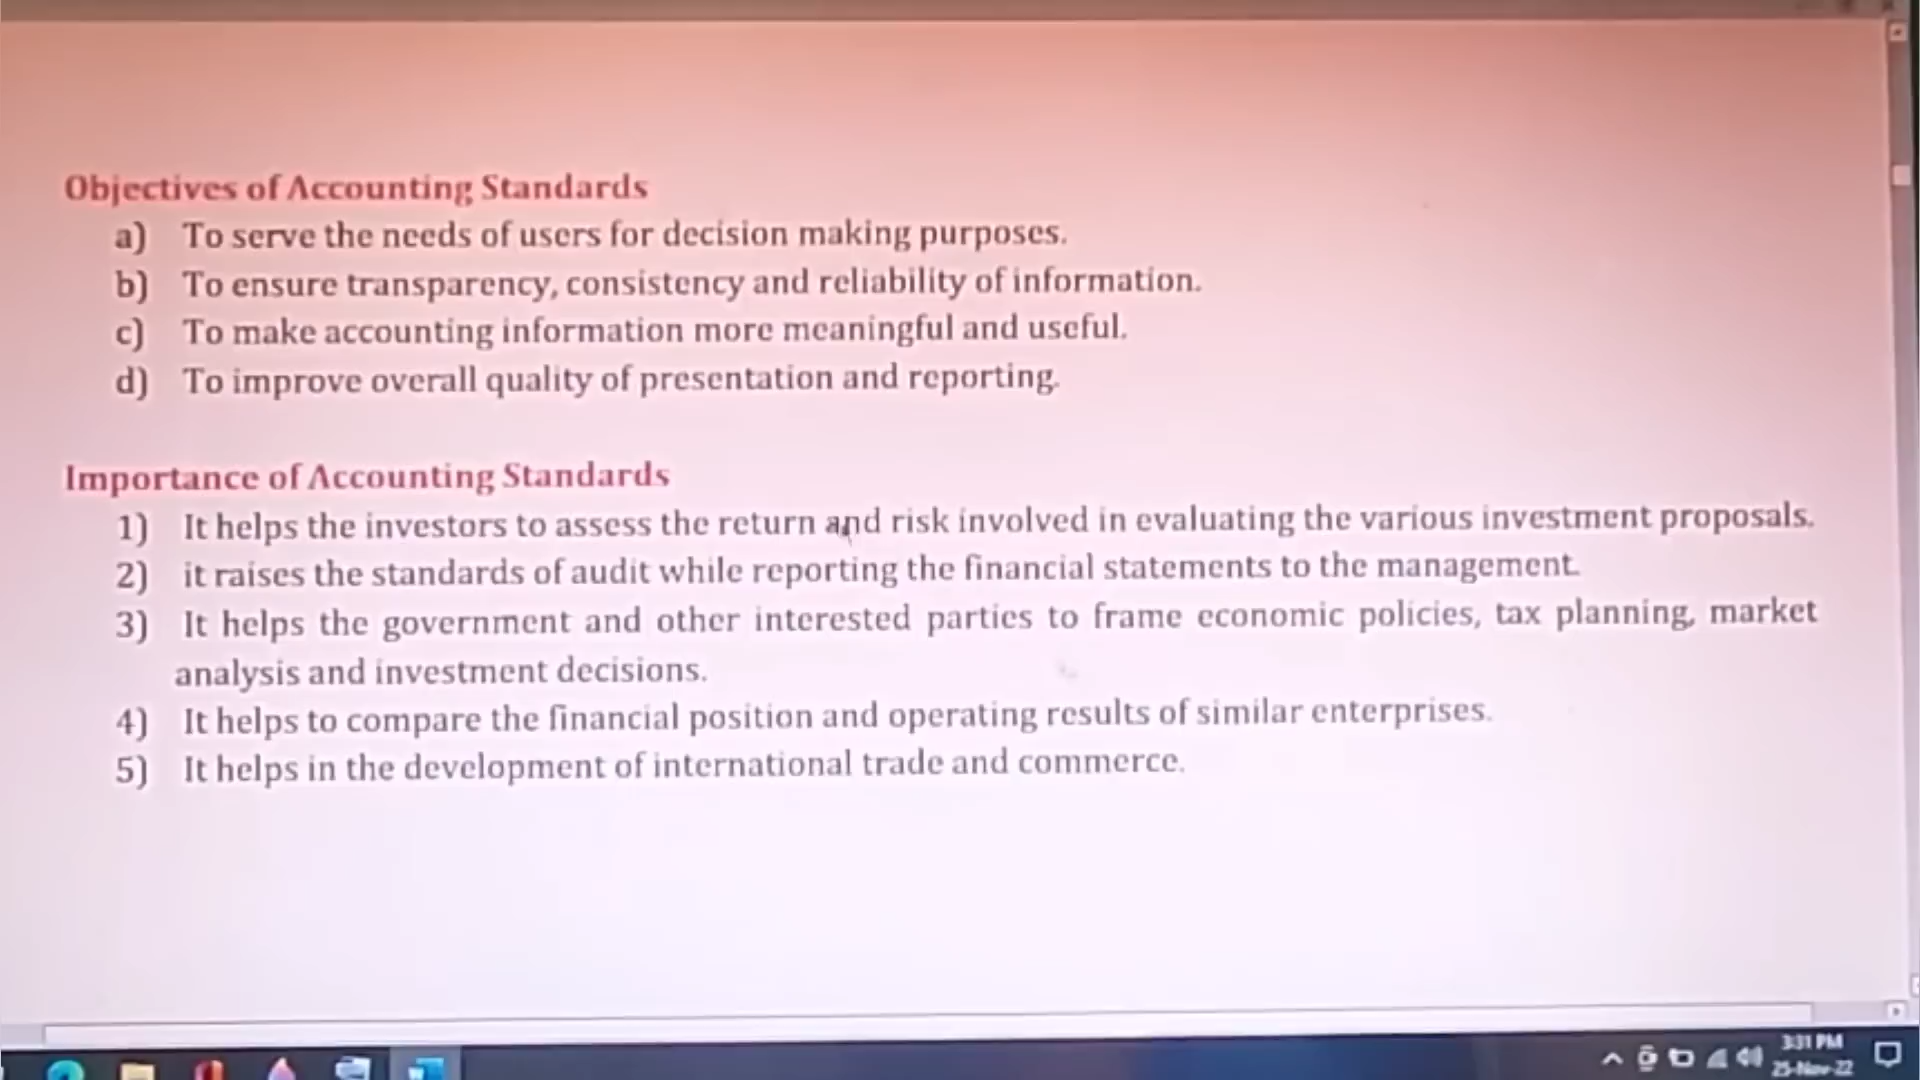 Objectives of Accounting Standards
a) To serve the needs of users for decision making purposes.
b) To ensure transparency, consistency and reliability of information.
c) To make accounting information more meaningful and useful.
d) To improve overall quality of presentation and reporting.
Importance of Accounting Standards
1) It helps the investors to assess the return and risk involved in evaluating the various investment proposals.
2) it raises the standards of audit while reporting the financial statements to the management.
3) It helps the government and other interested parties to frame economic policies, tax planning, market
analysis and investment decisions.
4) It helps to compare the financial position and operating results of similar enterprises.
5) It helps in the development of international trade and commerce.
3:31 PM
25-Nov-22